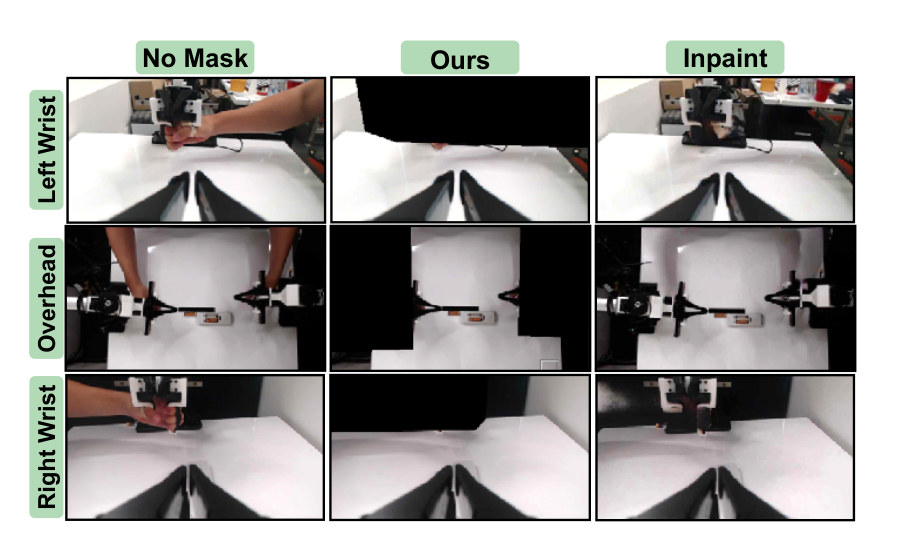 No Mask
Ours
Inpaint
Left Wrist
Overhead
Right Wrist